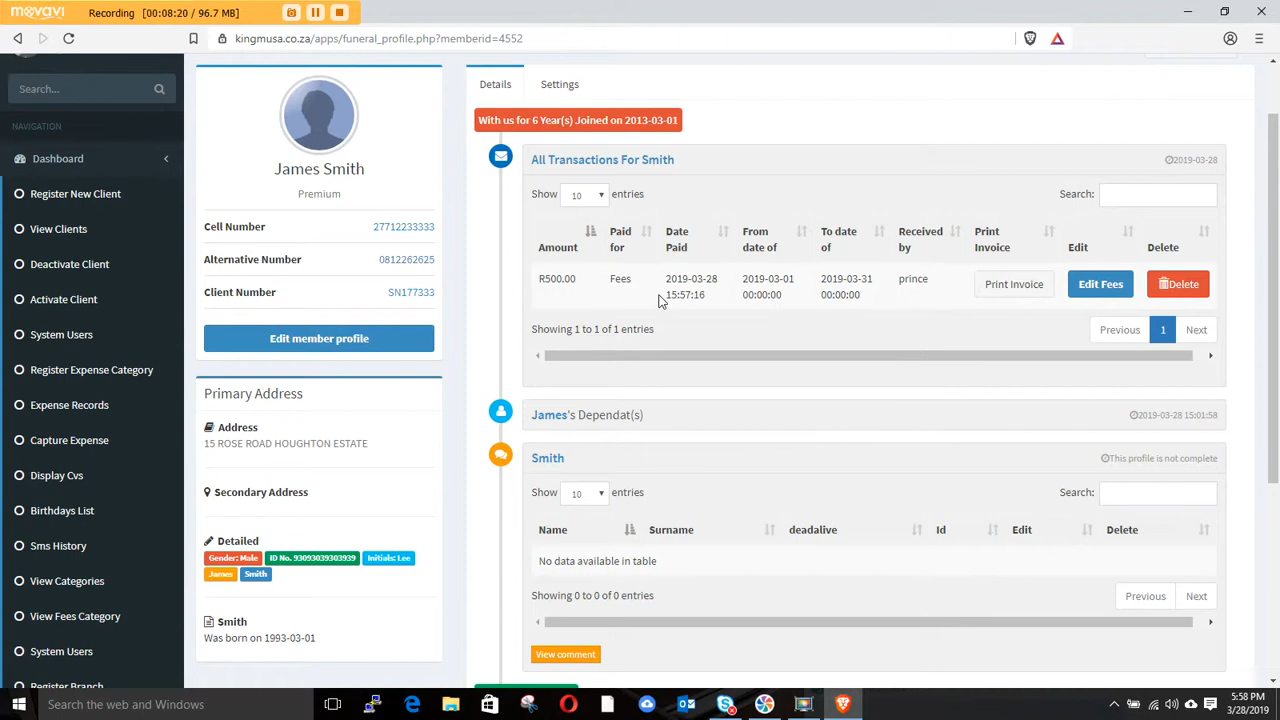 movavi Recording [00:08:20 / 96.7 MB]
kingmusa.co.za/apps/funeral_profile.php?memberid=4552
Search...
NAVIGATION
Dashboard
Register New Client
View Clients
Deactivate Client
Activate Client
System Users
Register Expense Category
Expense Records
Capture Expense
Display Cvs
Birthdays List
Sms History
View Categories
View Fees Category
System Users
Register Branch
James Smith
Premium
Cell Number 27712233333
Alternative Number 0812262625
Client Number SN177333
Edit member profile
Primary Address
Address
15 ROSE ROAD HOUGHTON ESTATE
Secondary Address
Detailed
Gender: Male ID No. 93093039303939 Initials: Lee
James Smith
Smith
Was born on 1993-03-01
Details Settings
With us for 6 Year(s) Joined on 2013-03-01
All Transactions For Smith 2019-03-28
Show 10 entries Search:
Amount Paid for Date Paid From date of To date of Received by Print Invoice Edit Delete
R500.00 Fees 2019-03-28 15:57:16 2019-03-01 00:00:00 2019-03-31 00:00:00 prince Print Invoice Edit Fees Delete
Showing 1 to 1 of 1 entries Previous 1 Next
James's Dependat(s) 2019-03-28 15:01:58
Smith This profile is not complete
Show 10 entries Search:
Name Surname deadalive Id Edit Delete
No data available in table
Showing 0 to 0 of 0 entries Previous Next
View comment
Search the web and Windows
5:58 PM
3/28/2019